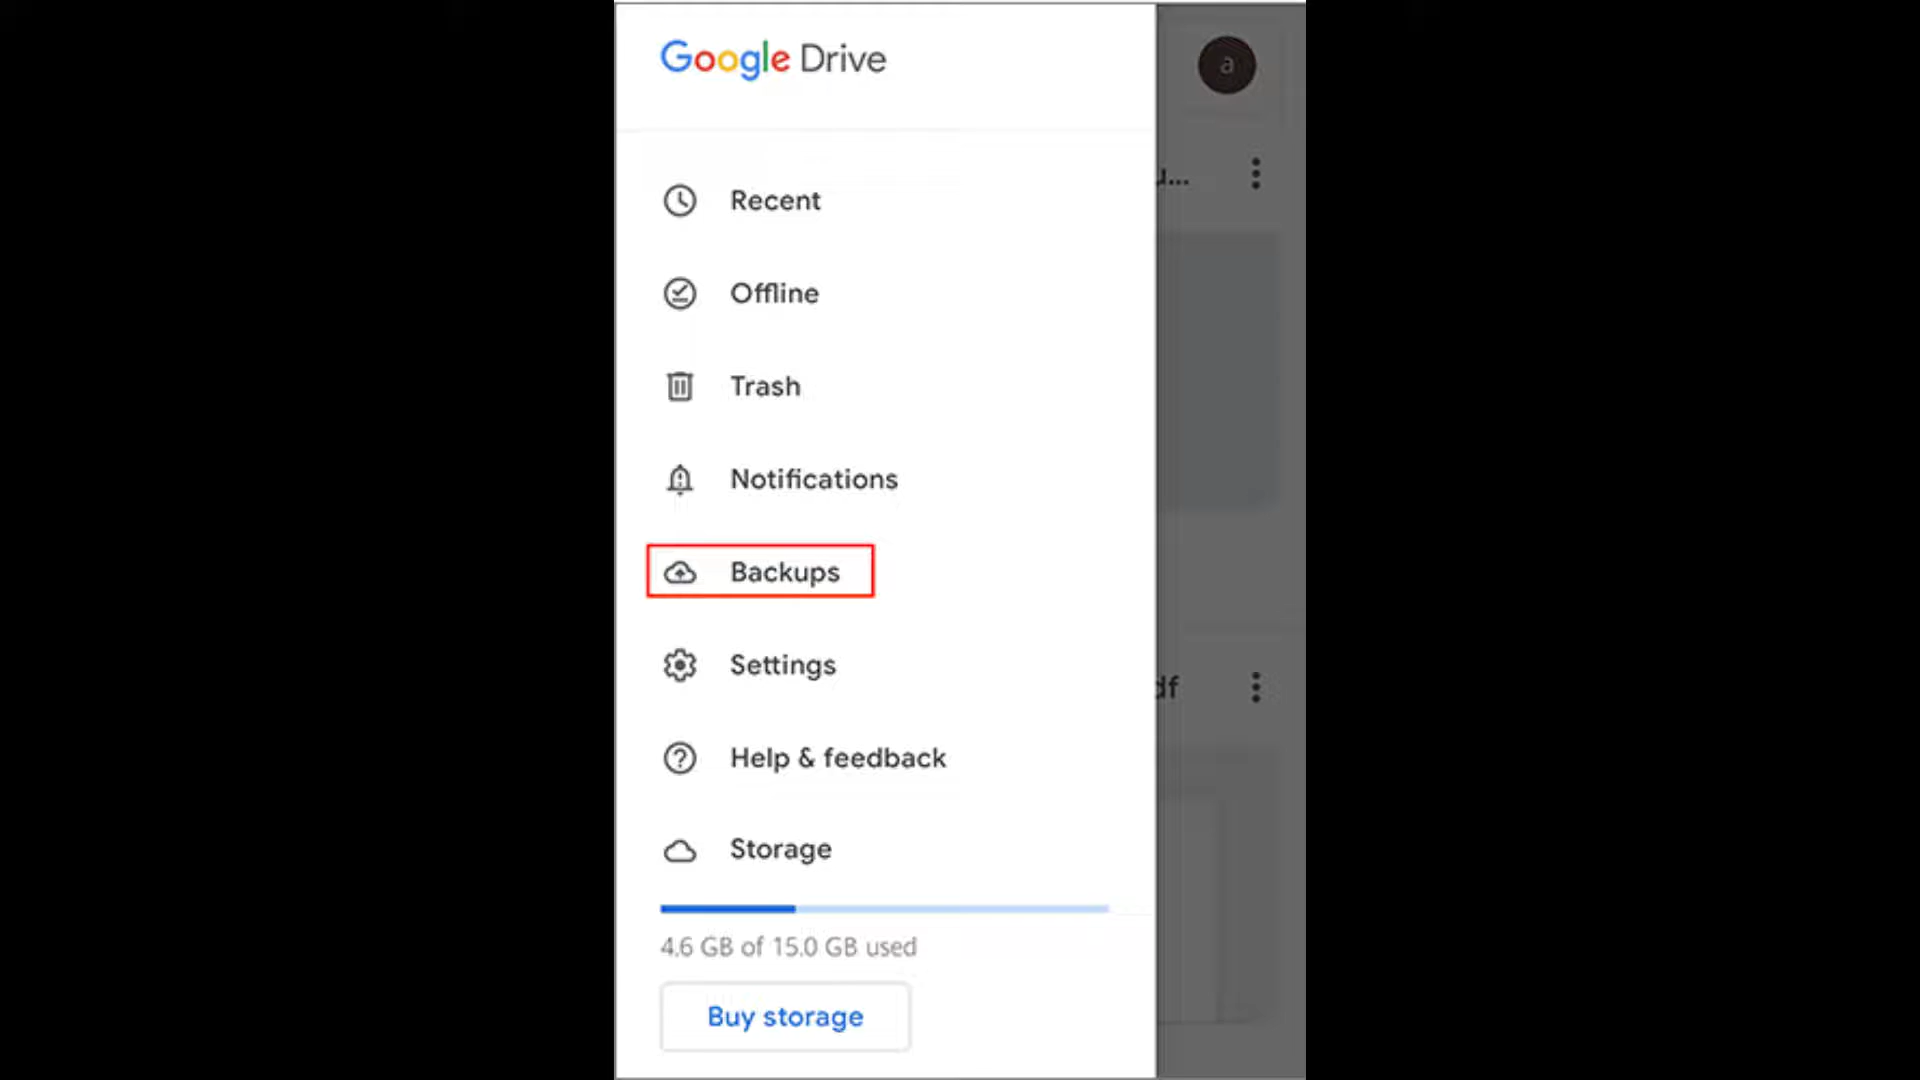 Google Drive
a
Recent
Offline
Trash
Notifications
Backups
Settings
df
Help & feedback
Storage
4.6 GB of 15.0 GB used
Buy storage